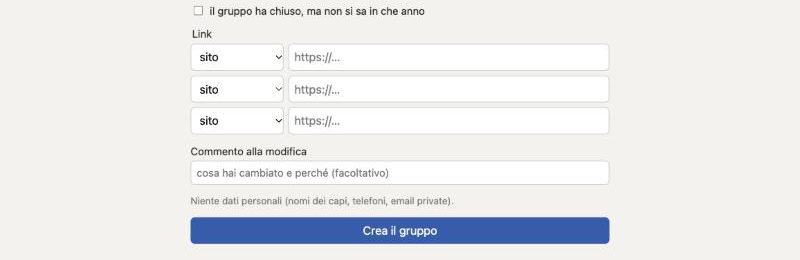 il gruppo ha chiuso, ma non si sa in che anno
Link
sito https://...
sito https://...
sito https://...
Commento alla modifica
cosa hai cambiato e perché (facoltativo)
Niente dati personali (nomi dei capi, telefoni, email private).
Crea il gruppo